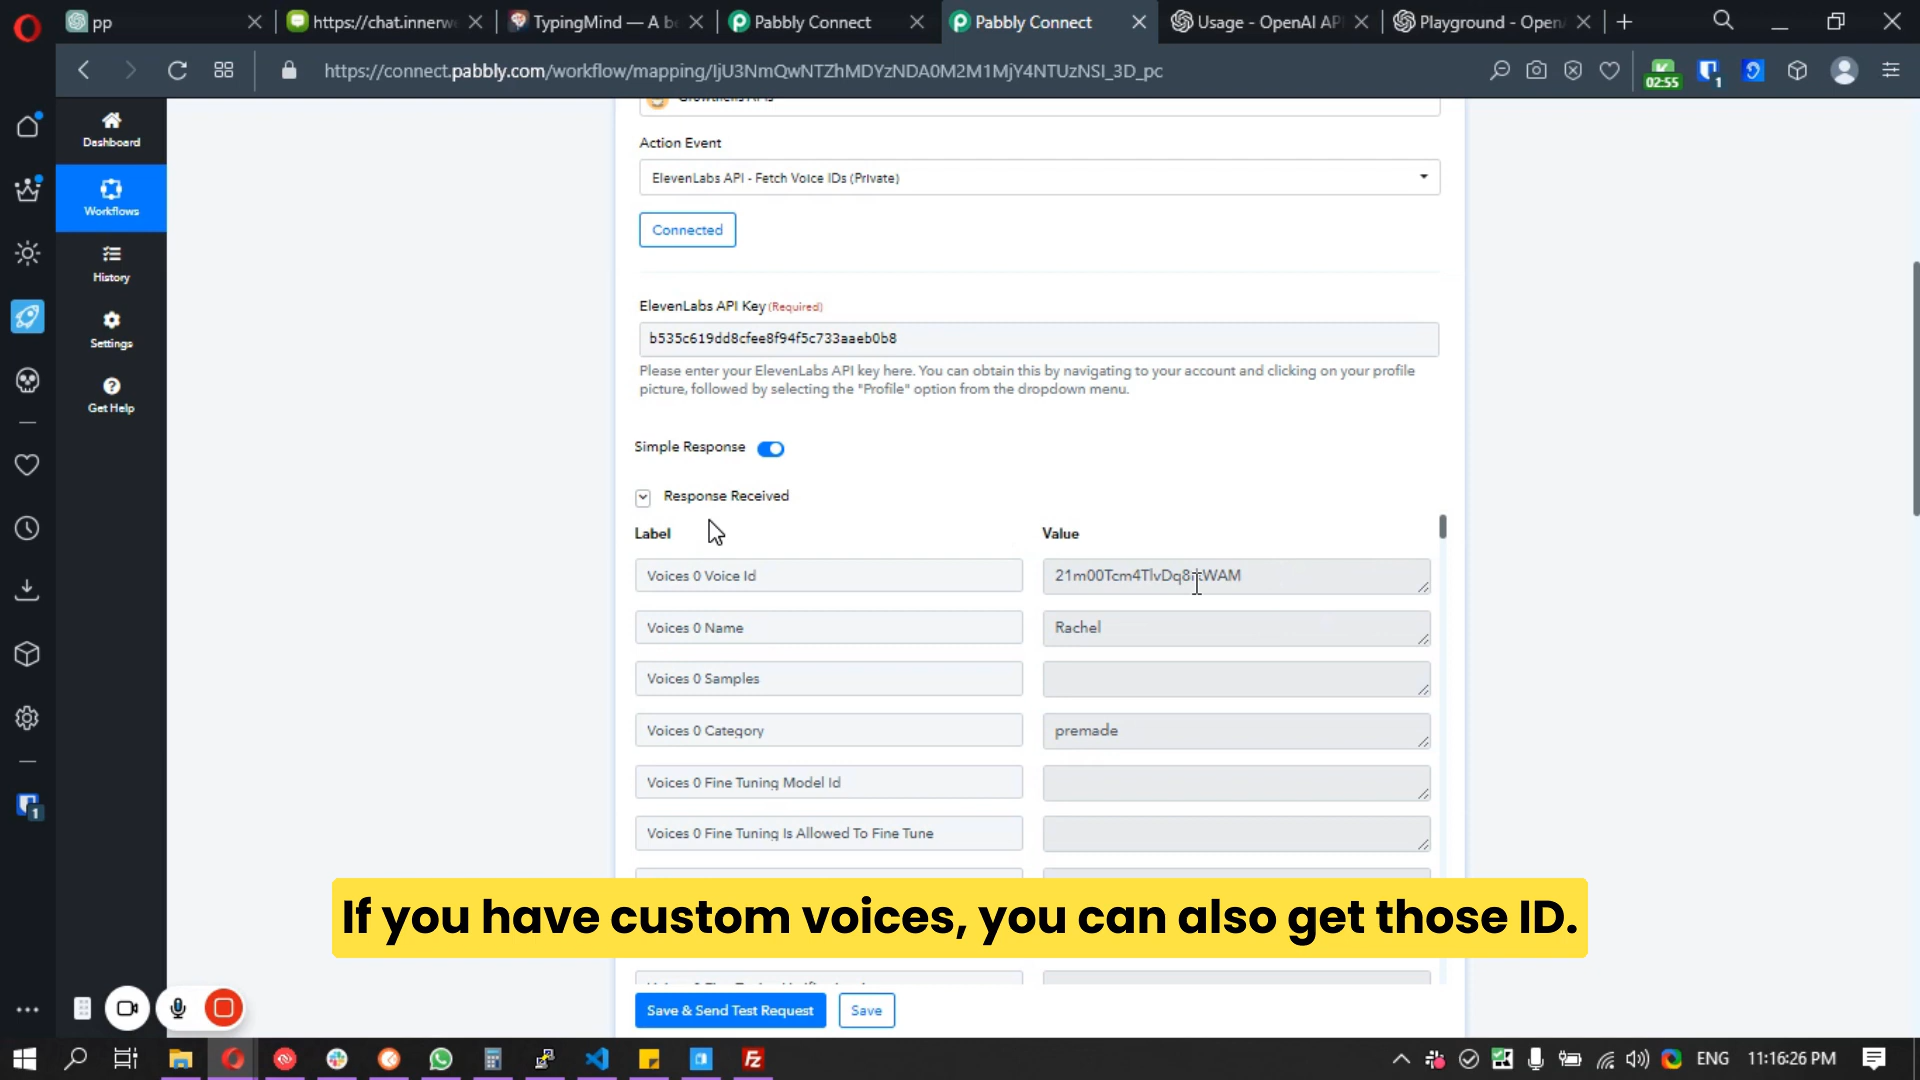 pp
https://chat.innerwe
TypingMind — A be
Pabbly Connect
Pabbly Connect
Usage - OpenAI API
Playground - OpenA
https://connect.pabbly.com/workflow/mapping/IjU3NmQwNTZhMDYzNDA0M2M1MjY4NTUzNSI_3D_pc
02:55
1
Dashboard
Workflows
History
Settings
Get Help
1
Action Event
ElevenLabs API - Fetch Voice IDs (Private)
Connected
ElevenLabs API Key (Required)
b535c619dd8cfee8f94f5c733aaeb0b8
Please enter your ElevenLabs API key here. You can obtain this by navigating to your account and clicking on your profile
picture, followed by selecting the "Profile" option from the dropdown menu.
Simple Response
Response Received
Label
Value
Voices 0 Voice Id
Voices 0 Name
Rachel
Voices 0 Samples
Voices 0 Category
premade
Voices 0 Fine Tuning Model Id
Voices 0 Fine Tuning Is Allowed To Fine Tune
If you have custom voices, you can also get those ID.
Save & Send Test Request
Save
ENG
11:16:26 PM